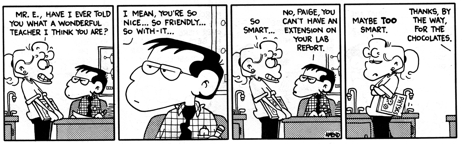 MR. E., HAVE I EVER TOLD
YOU WHAT A WONDERFUL
TEACHER I THINK YOU ARE?
I MEAN, YOU'RE SO
NICE... SO FRIENDLY...
SO WITH-IT...
SO
SMART...
NO, PAIGE, YOU
CAN'T HAVE AN
EXTENSION ON
YOUR LAB
REPORT.
MAYBE TOO
SMART.
THANKS, BY
THE WAY,
FOR THE
CHOCOLATES.